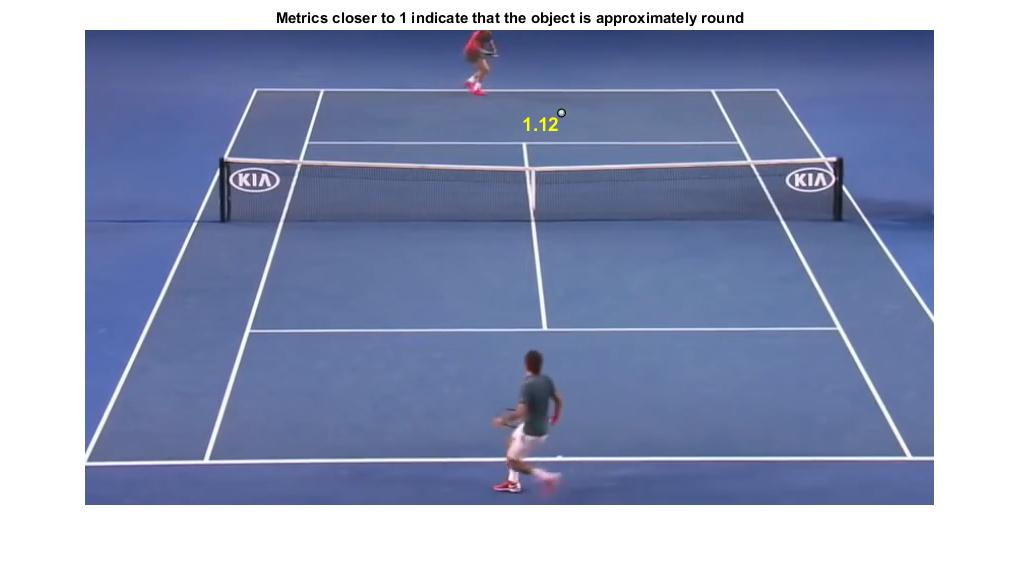 Metrics closer to 1 indicate that the object is approximately round
1.12
KIA
KIA